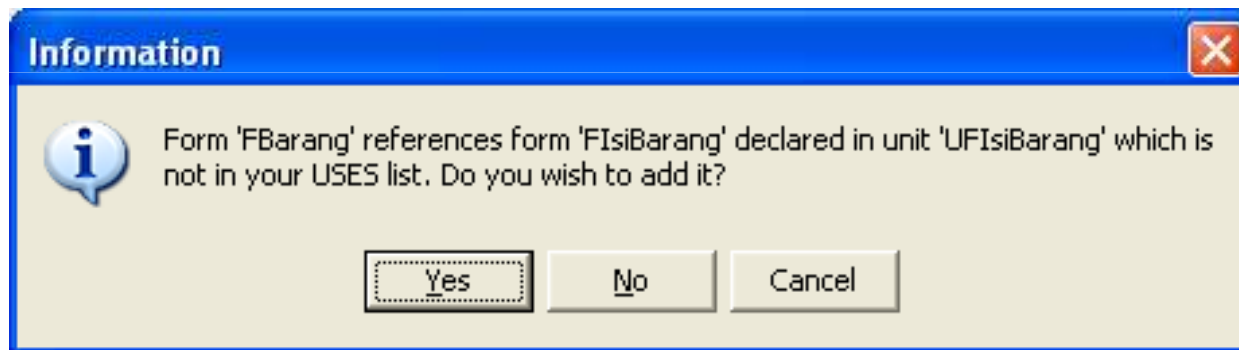 Information
Form 'FBarang' references form 'FIsiBarang' declared in unit 'UFIsiBarang' which is
not in your USES list. Do you wish to add it?
Yes No Cancel